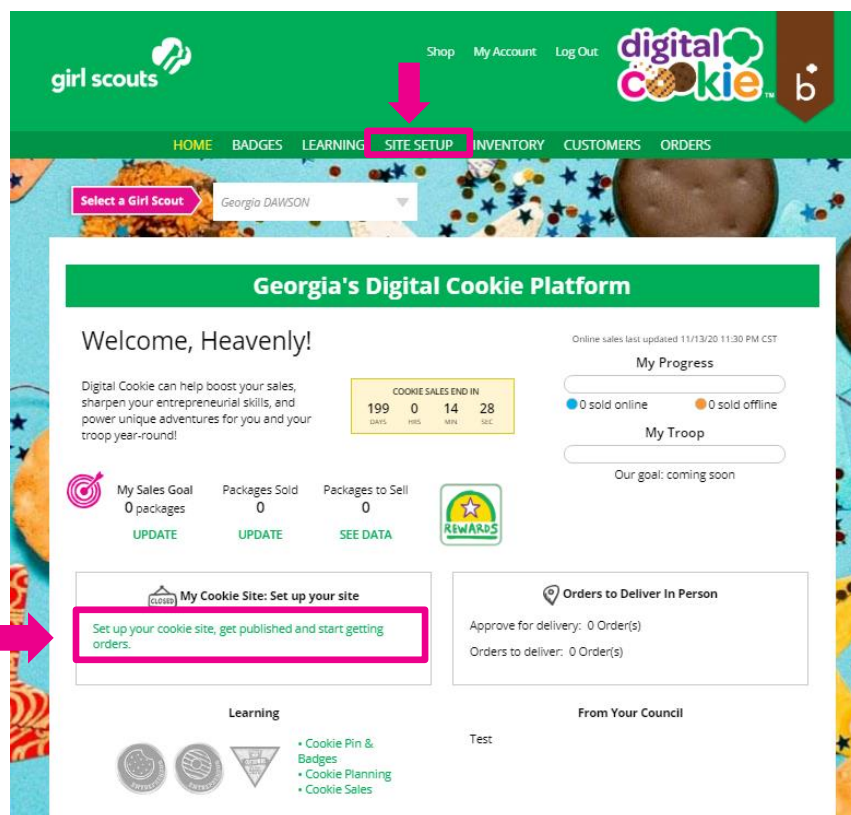 girl scouts
Shop My Account Log Out
digital
cookie™
b
HOME BADGES LEARNING SITE SETUP INVENTORY CUSTOMERS ORDERS
Select a Girl Scout
Georgia DAWSON
Georgia's Digital Cookie Platform
Welcome, Heavenly!
Digital Cookie can help boost your sales,
sharpen your entrepreneurial skills, and
power unique adventures for you and your
troop year-round!
COOKIE SALES END IN
199 0 14 28
DAYS HRS MIN SEC
Online sales last updated 11/13/20 11:30 PM CST
My Progress
0 sold online 0 sold offline
My Troop
Our goal: coming soon
My Sales Goal Packages Sold Packages to Sell
0 packages 0 0
UPDATE UPDATE SEE DATA
REWARDS
CLOSED
My Cookie Site: Set up your site
Set up your cookie site, get published and start getting
orders.
Orders to Deliver In Person
Approve for delivery: 0 Order(s)
Orders to deliver: 0 Order(s)
Learning
• Cookie Pin &
Badges
• Cookie Planning
• Cookie Sales
From Your Council
Test